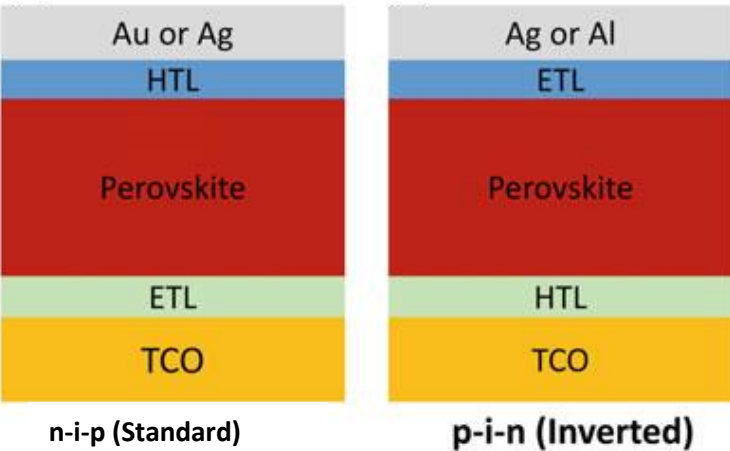 Au or Ag
HTL
Perovskite
ETL
TCO
n-i-p (Standard)
Ag or Al
ETL
Perovskite
HTL
TCO
p-i-n (Inverted)